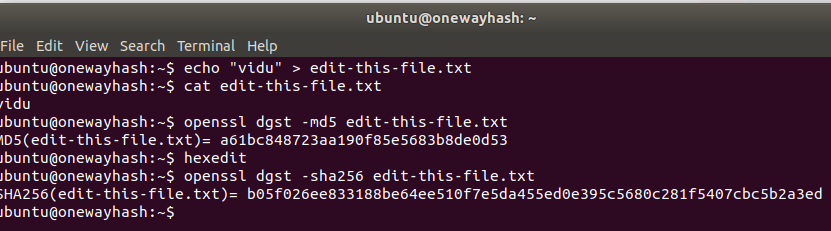 ubuntu@onewayhash: ~
File Edit View Search Terminal Help
ubuntu@onewayhash:~$ echo "vidu" > edit-this-file.txt
ubuntu@onewayhash:~$ cat edit-this-file.txt
vidu
ubuntu@onewayhash:~$ openssl dgst -md5 edit-this-file.txt
MD5(edit-this-file.txt)= a61bc848723aa190f85e5683b8de0d53
ubuntu@onewayhash:~$ hexedit
ubuntu@onewayhash:~$ openssl dgst -sha256 edit-this-file.txt
SHA256(edit-this-file.txt)= b05f026ee833188be64ee510f7e5da455ed0e395c5680c281f5407cbc5b2a3ed
ubuntu@onewayhash:~$